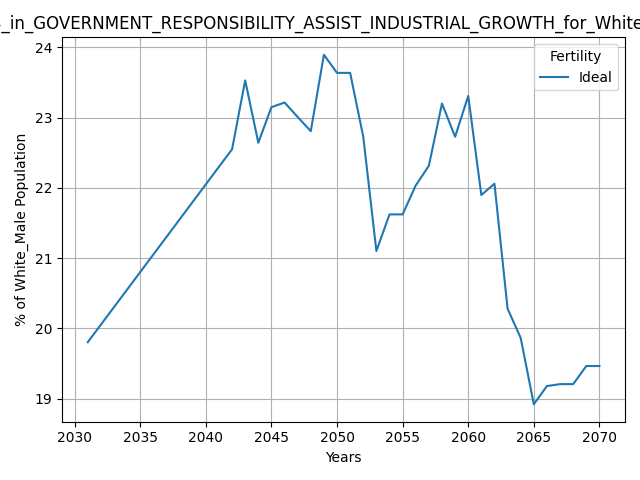 _in_GOVERNMENT_RESPONSIBILITY_ASSIST_INDUSTRIAL_GROWTH_for_White
Fertility
Ideal
24
23
22
21
20
19
% of White_Male Population
2030 2035 2040 2045 2050 2055 2060 2065 2070
Years